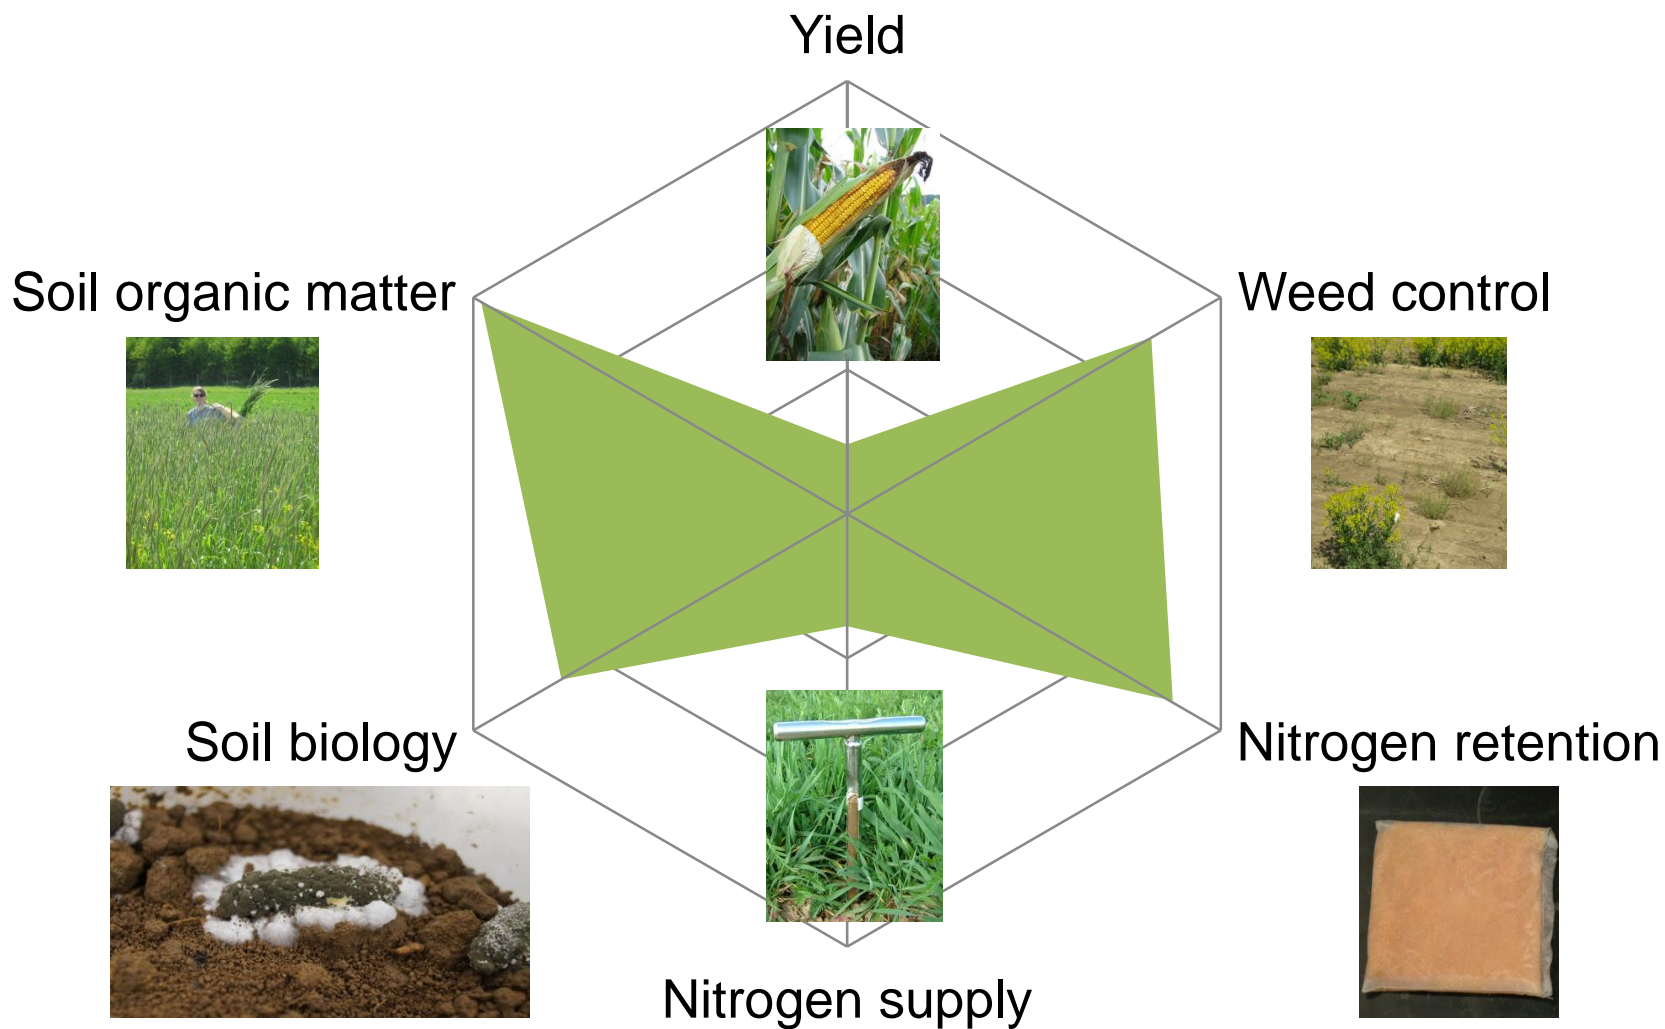 Yield
Soil organic matter
Weed control
Soil biology
Nitrogen retention
Nitrogen supply